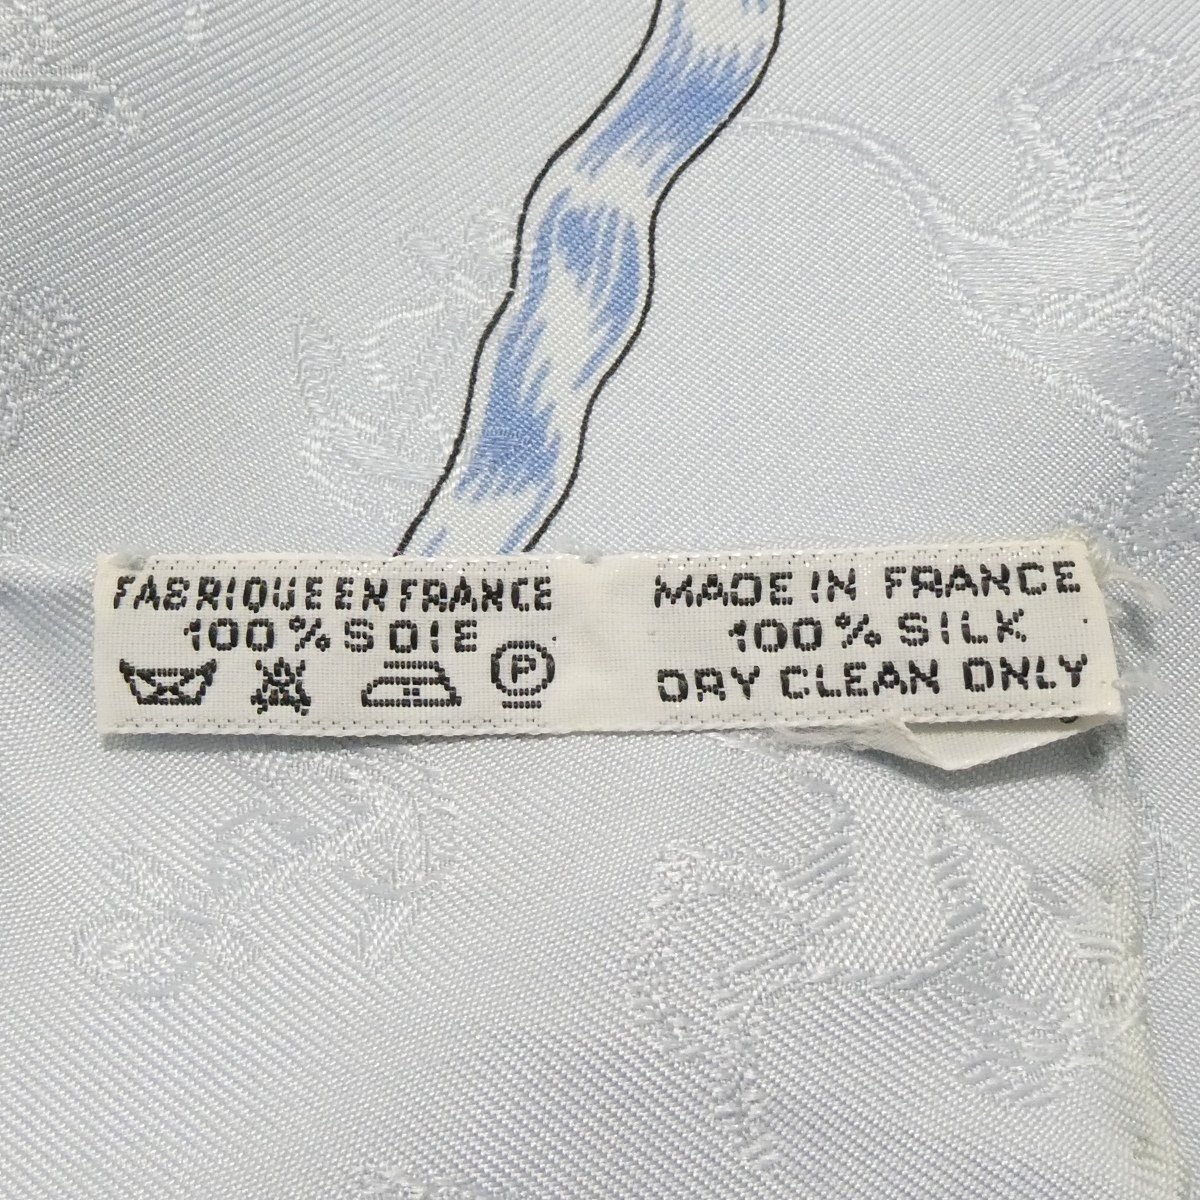 FABRIQUE EN FRANCE
100% SOIE
P
MADE IN FRANCE
100% SILK
DRY CLEAN ONLY